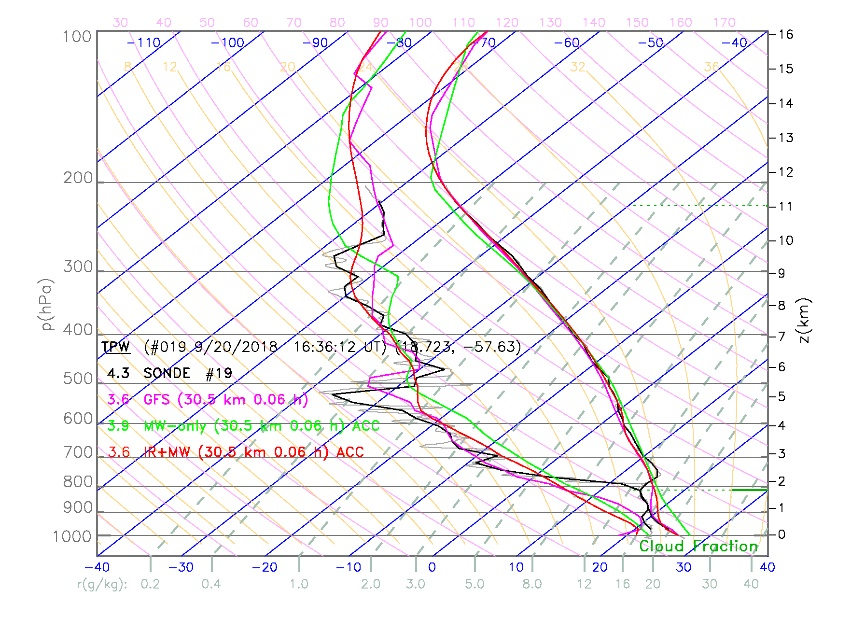 30 40 50 60 70 80 90 100 110 120 130 140 150 160 170
100 -110 -100 -90 -80 -70 -60 -50 -40 16
8 12 16 20 32 36 15
14
13
200 12
11
10
300 9
p(hPa) z(km)
8
400 7
TPW (#019 9/20/2018 16:36:12 UT) (18.723, -57.63)
6
4.3 SONDE #19
500 5
3.6 GFS (30.5 km 0.06 h)
600 4
3.9 MW-only (30.5 km 0.06 h) ACC
700 3
3.6 IR+MW (30.5 km 0.06 h) ACC
800 2
900 1
1000 0
Cloud Fraction
-40 -30 -20 -10 0 10 20 30 40
r(g/kg): 0.2 0.4 1.0 2.0 3.0 5.0 8.0 12 16 20 30 40